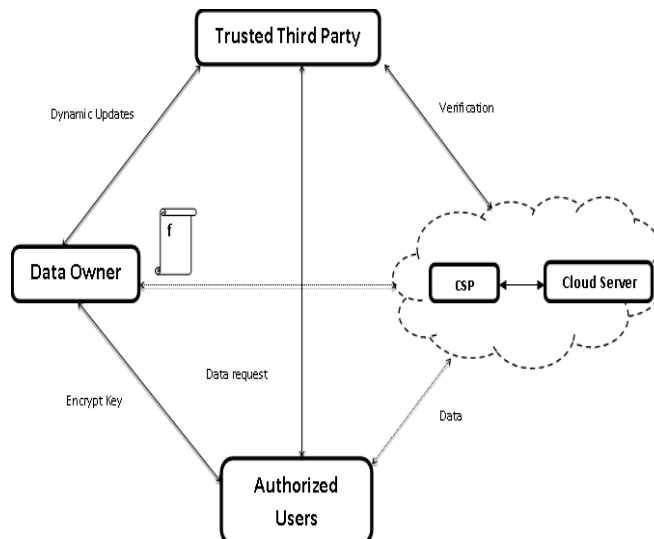 Trusted Third Party
Dynamic Updates
Verification
f
Data Owner
CSP
Cloud Server
Data request
Encrypt Key
Data
Authorized
Users